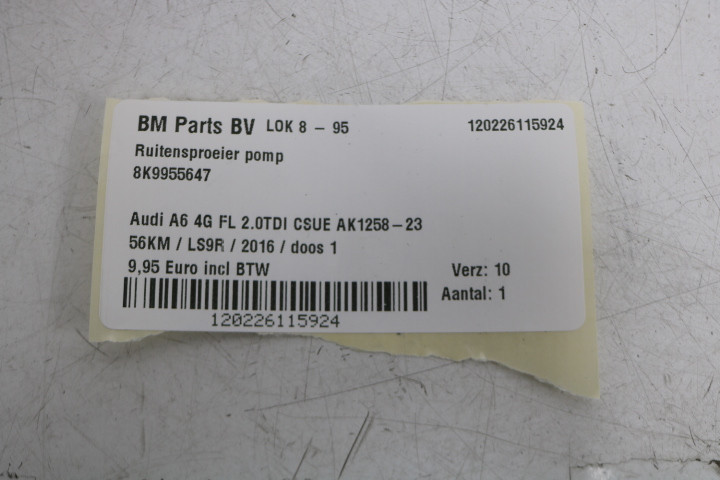 BM Parts BV LOK 8 - 95 120226115924
Ruitensproeier pomp
8K9955647
Audi A6 4G FL 2.0TDI CSUE AK1258-23
56KM / LS9R / 2016 / doos 1
9,95 Euro incl BTW Verz: 10
Aantal: 1
120226115924